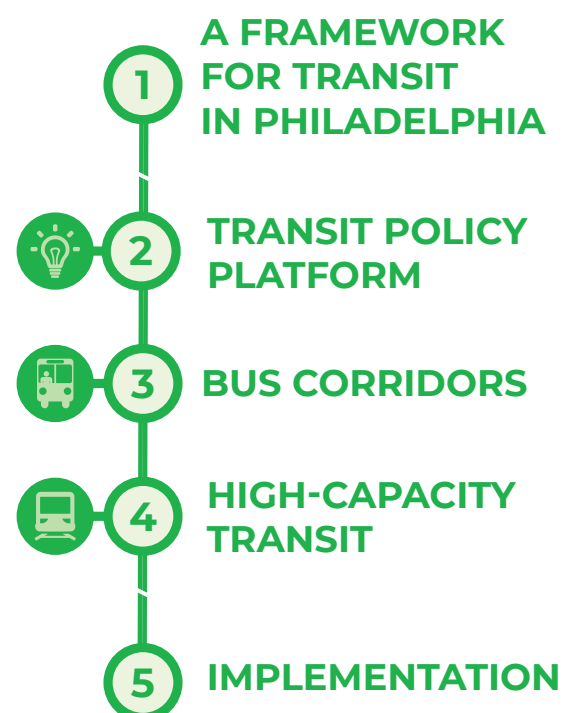 1
A FRAMEWORK
FOR TRANSIT
IN PHILADELPHIA
2
TRANSIT POLICY
PLATFORM
3
BUS CORRIDORS
4
HIGH-CAPACITY
TRANSIT
5
IMPLEMENTATION